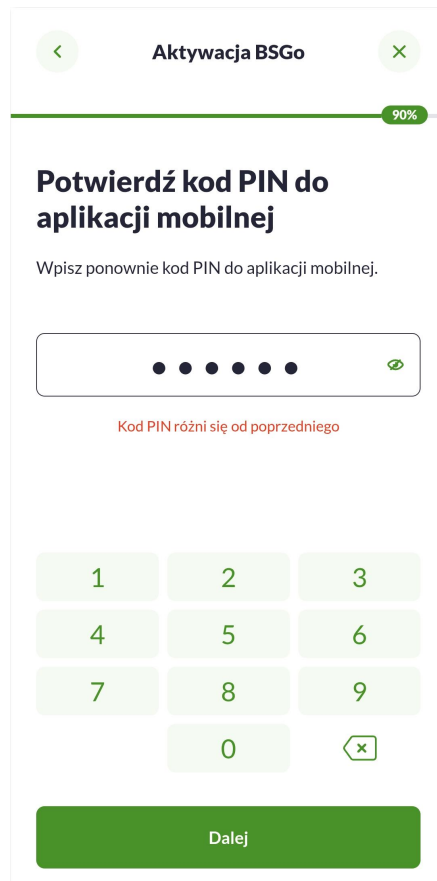 Aktywacja BSGo
90%
Potwierdź kod PIN do
aplikacji mobilnej
Wpisz ponownie kod PIN do aplikacji mobilnej.
Kod PIN różni się od poprzedniego
1 2 3
4 5 6
7 8 9
0
Dalej